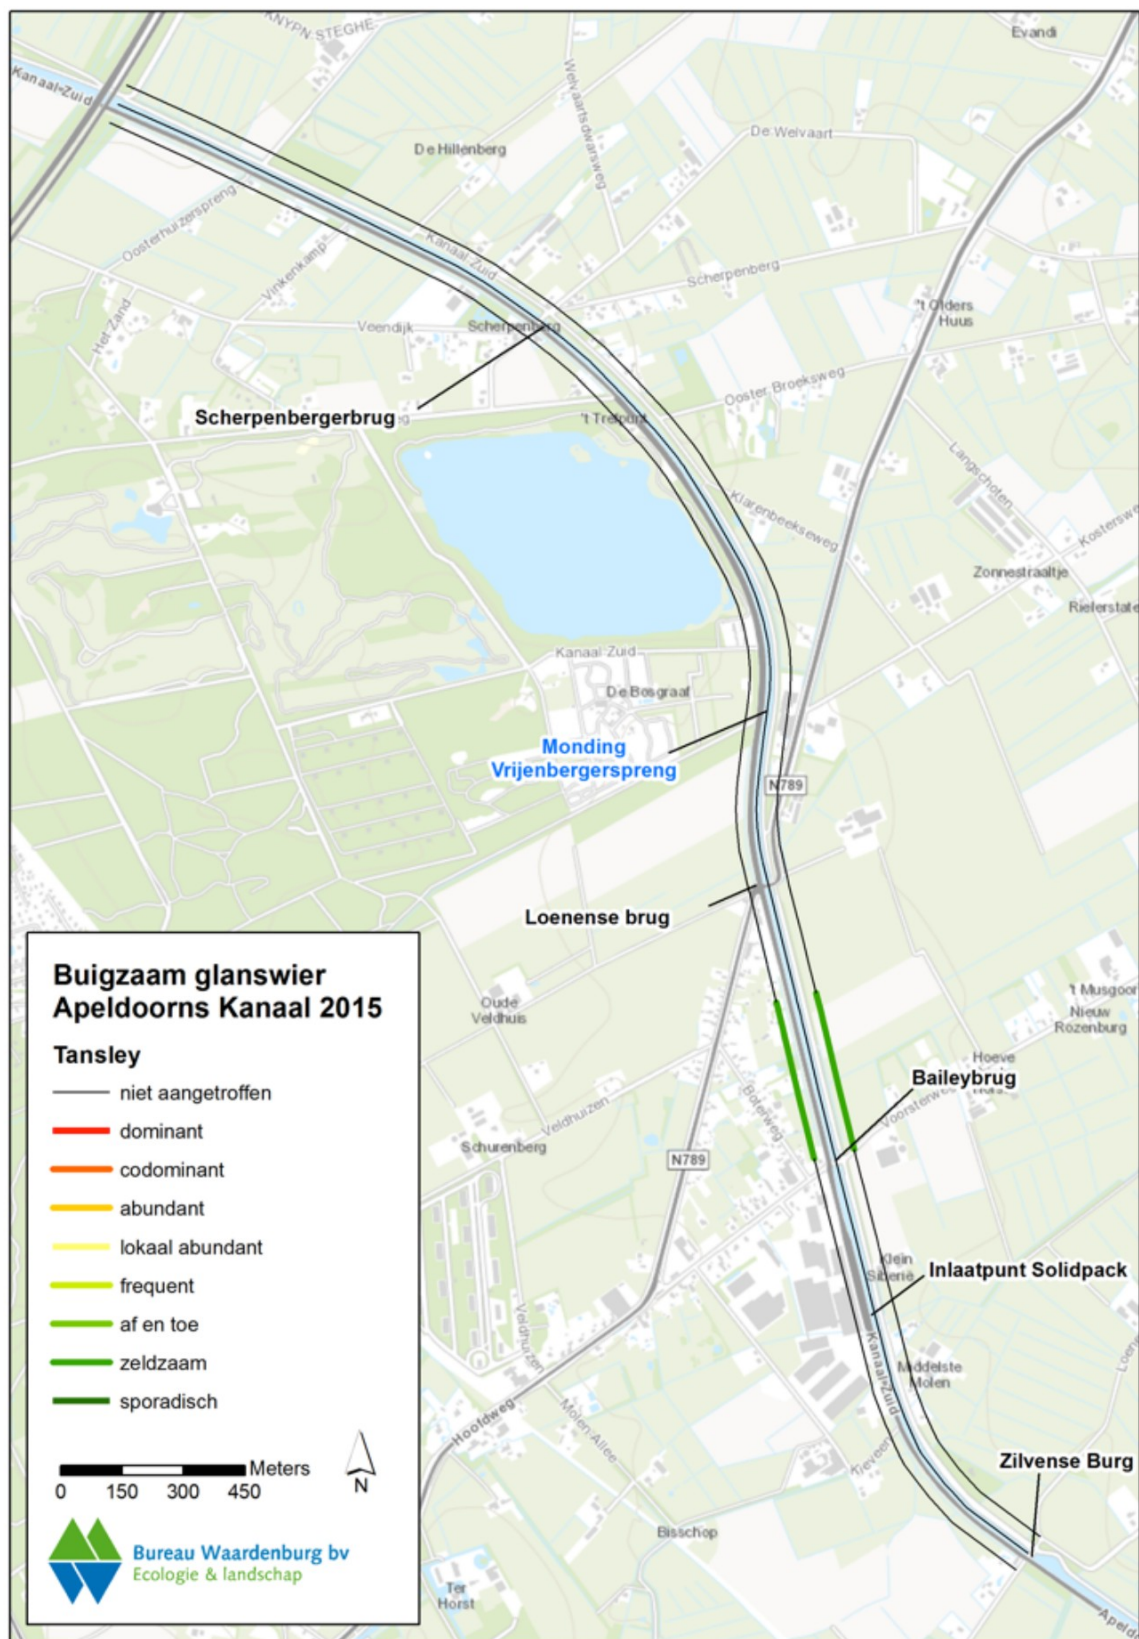 KNYPN STEGHE
Evandi
Kanaal-Zuid
Welvaartsdwarsweg
De Welvaart
De Hillenberg
Oosterhuizerspreng
Kanaal Zuid
Vinkenkamp
Scherpenberg
Het Zand
Veendijk
Scherpenberg
't Olders
Huus
Ooster Broeksweg
Scherpenbergerbrug
't Trefpunt
Langschoten
Klarenbeekseweg
Zonnestraaltje
Rielerstate
Kanaal Zuid
De Bosgraaf
Monding
Vrijenbergerspreng
N789
Loenense brug
Oude
Veldhuis
't Musgoor
Nieuw
Rozenburg
Hoeve
Baileybrug
Boterweg
Veldhuizen
Schurenberg
N789
Klein
Siberië
Inlaatpunt Solidpack
Kanaal-Zuid
Middelste
Molen
Veldhuizen
Molen Allee
Hoofdweg
Kieveen
Zilvense Burg
Bisschop
Ter
Horst
Buigzaam glanswier
Apeldoorns Kanaal 2015
Tansley
niet aangetroffen
dominant
codominant
abundant
lokaal abundant
frequent
af en toe
zeldzaam
sporadisch
Meters
0 150 300 450
N
Bureau Waardenburg bv
Ecologie & landschap